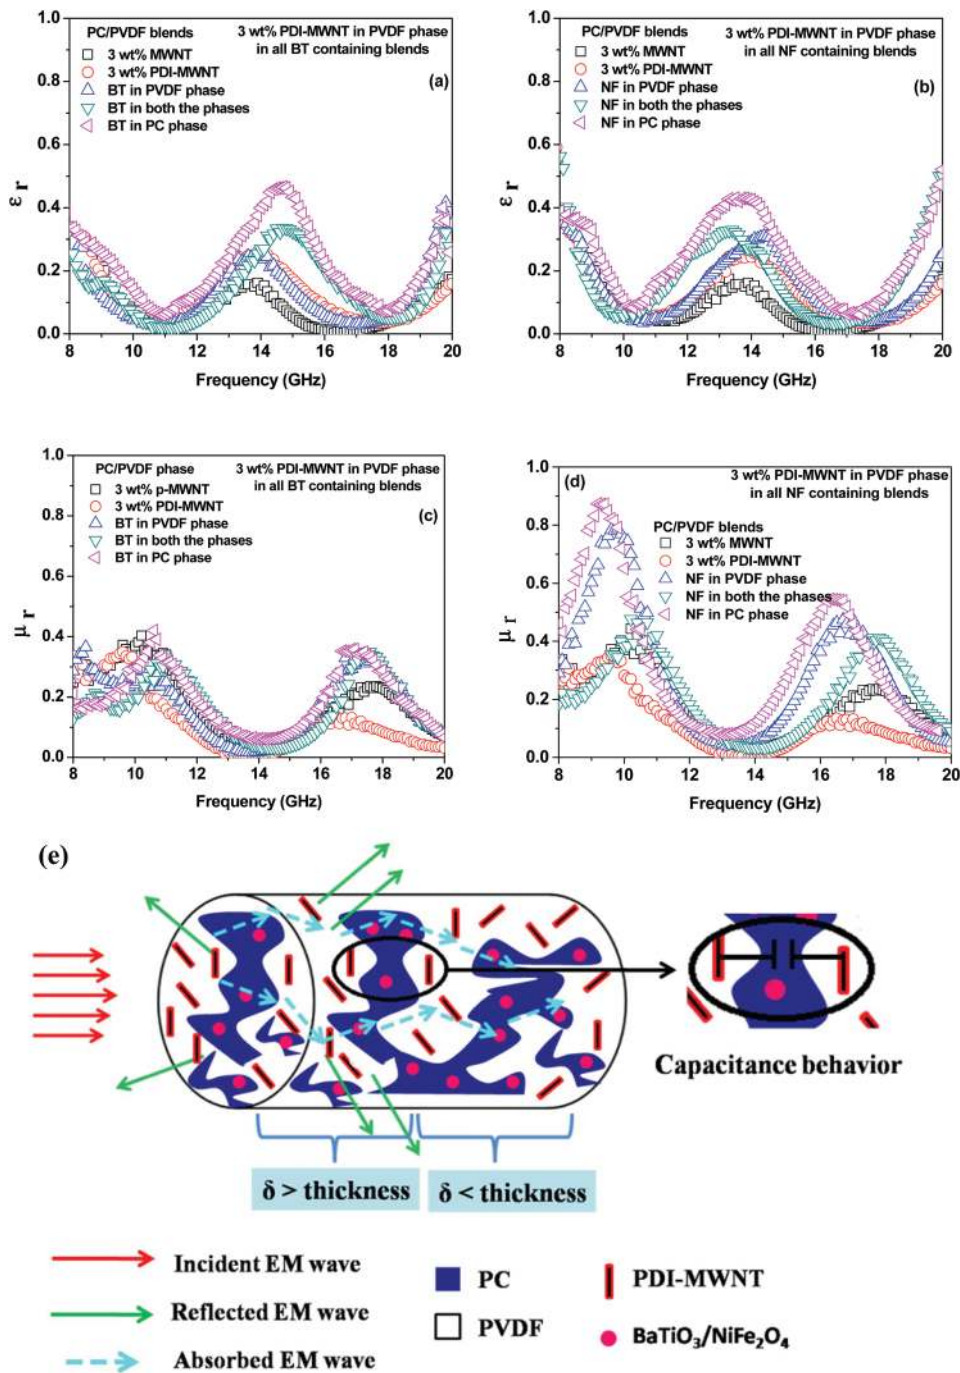 PC/PVDF blends
3 wt% MWNT
3 wt% PDI-MWNT
BT in PVDF phase
BT in both the phases
BT in PC phase
3 wt% PDI-MWNT in PVDF phase
in all BT containing blends
(a)
1.0
0.8
0.6
0.4
0.2
0.0
ε r
8 10 12 14 16 18 20
Frequency (GHz)
PC/PVDF blends
3 wt% MWNT
3 wt% PDI-MWNT
NF in PVDF phase
NF in both the phases
NF in PC phase
3 wt% PDI-MWNT in PVDF phase
in all NF containing blends
(b)
1.0
0.8
0.6
0.4
0.2
0.0
ε r
8 10 12 14 16 18 20
Frequency (GHz)
PC/PVDF phase
3 wt% p-MWNT
3 wt% PDI-MWNT
BT in PVDF phase
BT in both the phases
BT in PC phase
3 wt% PDI-MWNT in PVDF phase
in all BT containing blends
(c)
1.0
0.8
0.6
0.4
0.2
0.0
μ r
8 10 12 14 16 18 20
Frequency (GHz)
(d)
3 wt% PDI-MWNT in PVDF phase
in all NF containing blends
PC/PVDF blends
3 wt% MWNT
3 wt% PDI-MWNT
NF in PVDF phase
NF in both the phases
NF in PC phase
1.0
0.8
0.6
0.4
0.2
0.0
μ r
8 10 12 14 16 18 20
Frequency (GHz)
(e)
Capacitance behavior
δ > thickness
δ < thickness
Incident EM wave
Reflected EM wave
Absorbed EM wave
PC
PVDF
PDI-MWNT
BaTiO₃/NiFe₂O₄